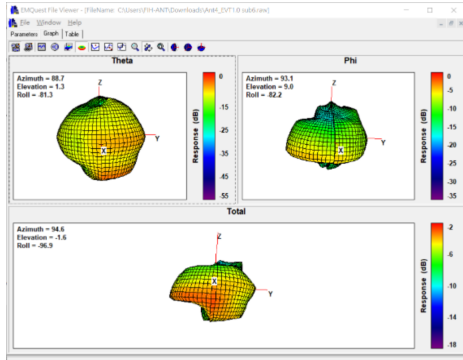 EMQuest File Viewer - [FileName: C:\Users\FH-ANT\Downloads\Ant4_EVT1.0 sub6.raw]
File Window Help
Parameters Graph Table
Theta
Phi
Azimuth = 88.7
Elevation = 1.3
Roll = -81.3
Z
Y
X
0
-5
-15
-25
-35
-45
-55
Response (dB)
Azimuth = 93.1
Elevation = 9.0
Roll = -82.2
Z
Y
X
0
-5
-10
-15
-20
-25
-30
-35
Response (dB)
Total
Azimuth = 94.6
Elevation = -1.6
Roll = -96.9
Z
Y
X
-2
-6
-10
-14
-18
Response (dB)